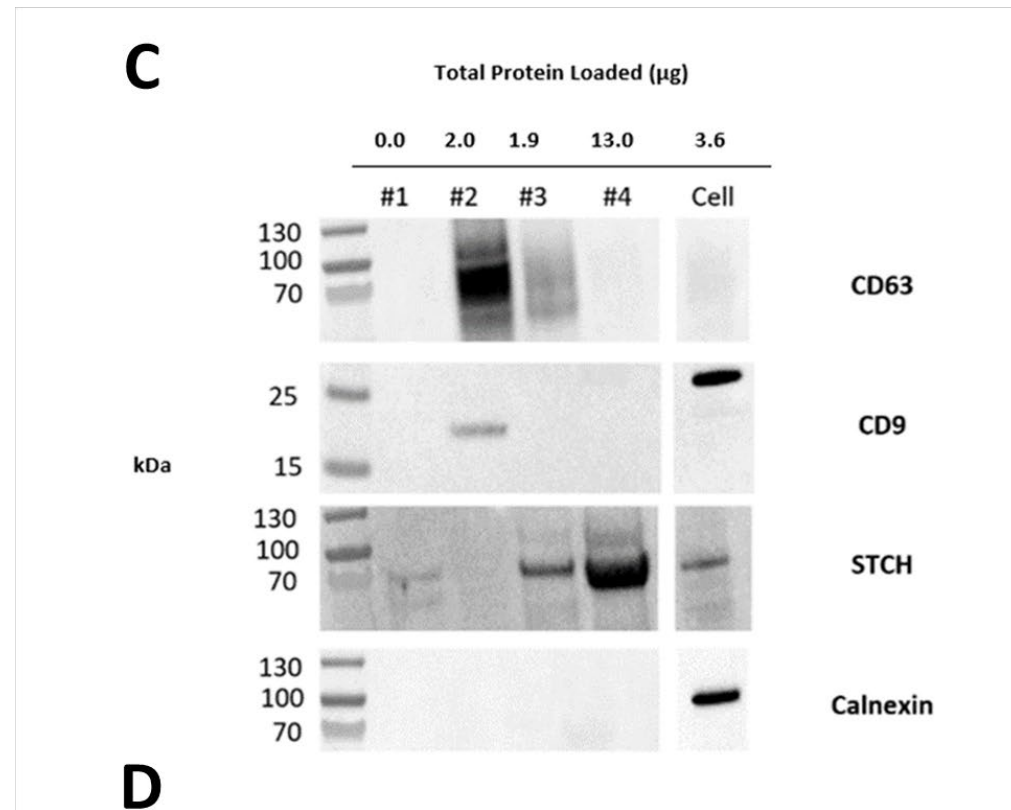 C
Total Protein Loaded (µg)
0.0 2.0 1.9 13.0 3.6
#1 #2 #3 #4 Cell
130
100
70
CD63
25
15
CD9
kDa
130
100
70
STCH
130
100
70
Calnexin
D